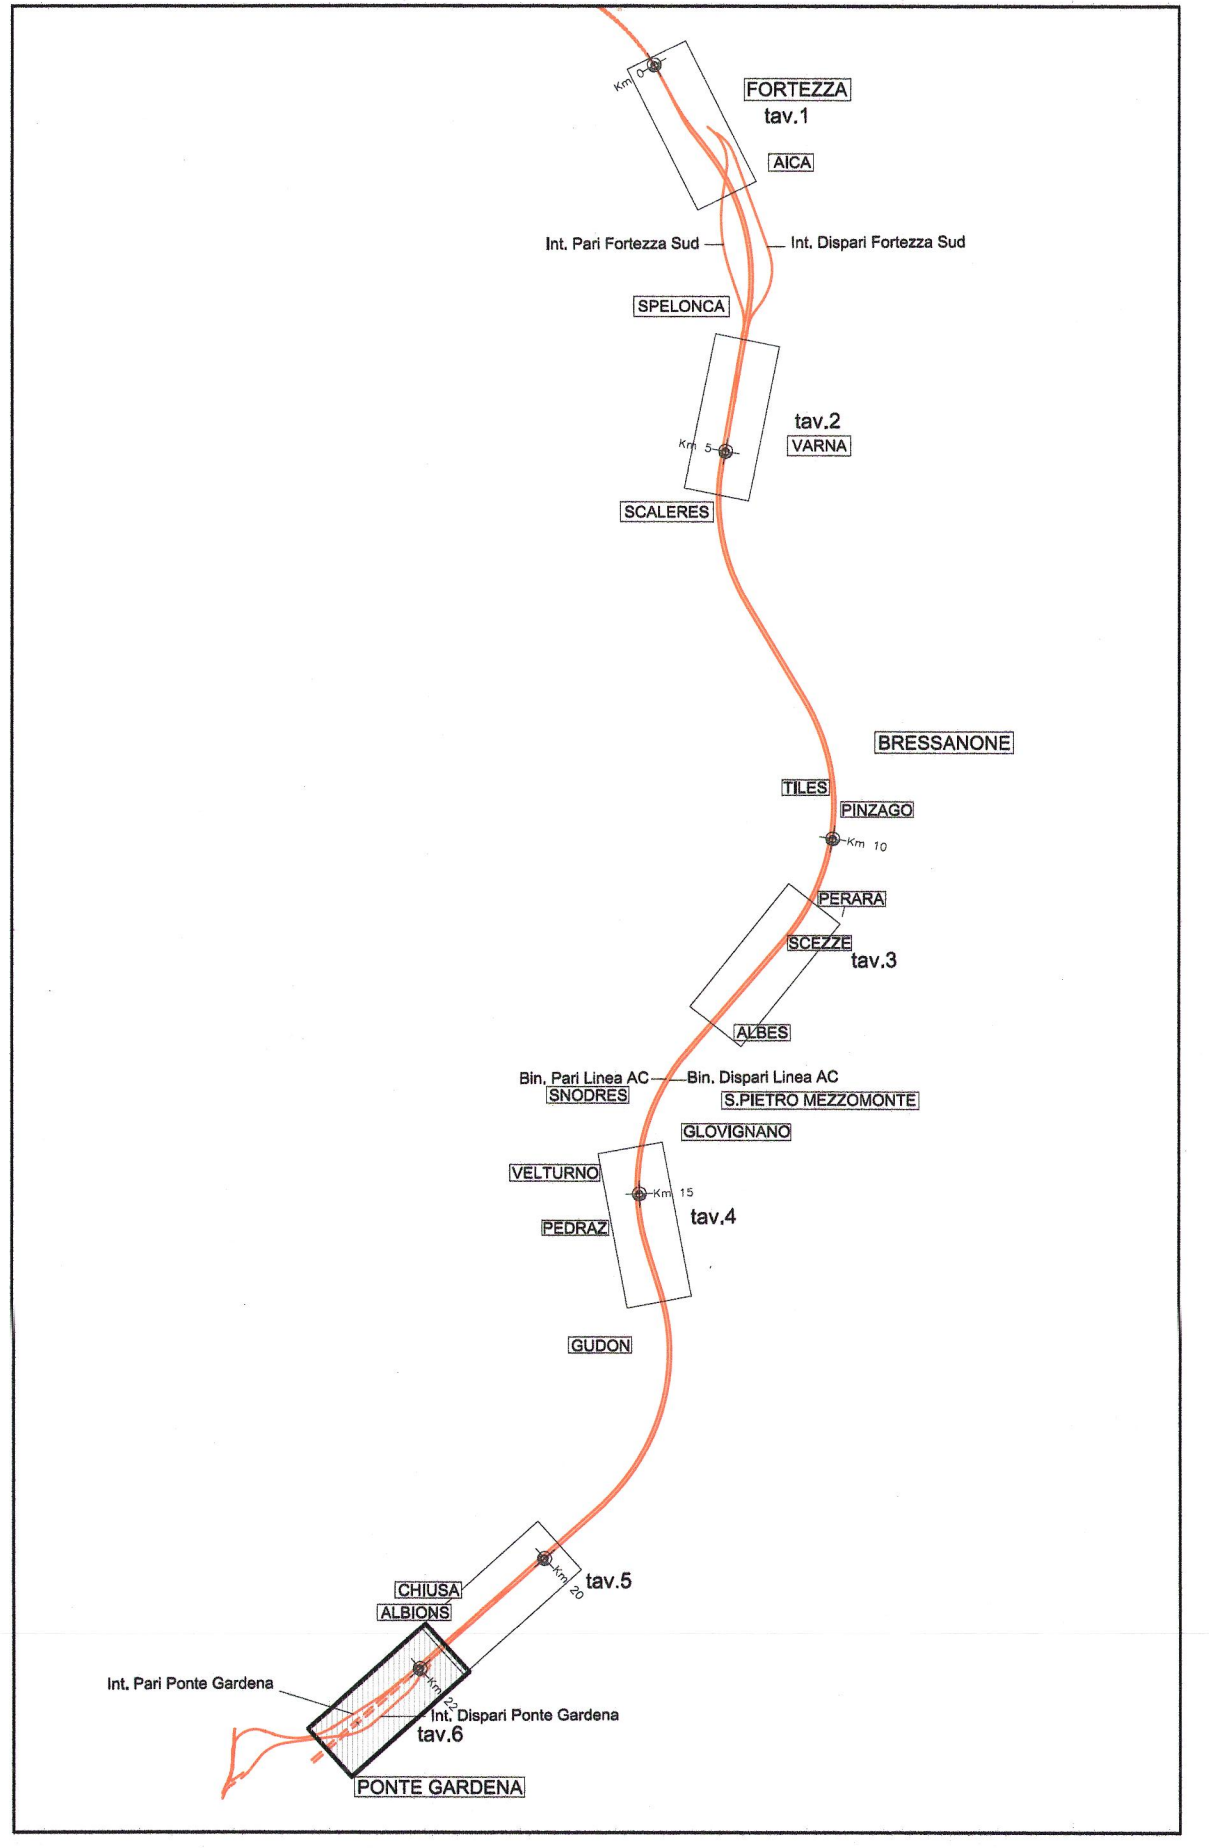 Km 0
FORTEZZA
tav.1
AICA
Int. Pari Fortezza Sud
Int. Dispari Fortezza Sud
SPELONCA
tav.2
Km 5
VARNA
SCALERES
BRESSANONE
TILES
PINZAGO
Km 10
PERARA
SCEZZE
tav.3
ALBES
Bin. Pari Linea AC
Bin. Dispari Linea AC
SNODRES
S.PIETRO MEZZOMONTE
GLOVIGNANO
VELTURNO
Km 15
tav.4
PEDRAZ
GUDON
Km 20
tav.5
CHIUSA
ALBIONS
Int. Pari Ponte Gardena
Km 22
Int. Dispari Ponte Gardena
tav.6
PONTE GARDENA